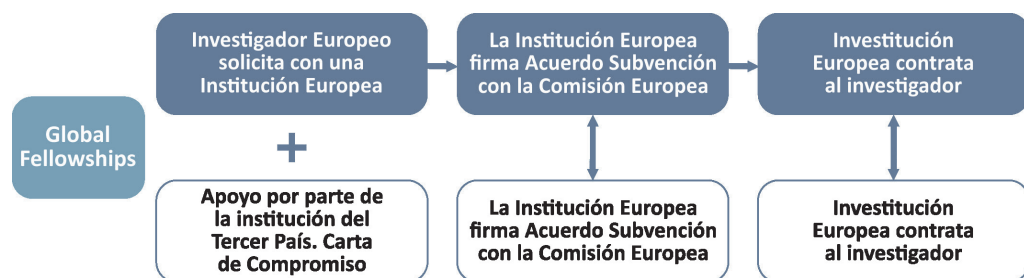 Global
Fellowships
Investigador Europeo
solicita con una
Institución Europea
La Institución Europea
firma Acuerdo Subvención
con la Comisión Europea
Investitución
Europea contrata
al investigador
+
Apoyo por parte de
la institución del
Tercer País. Carta
de Compromiso
La Institución Europea
firma Acuerdo Subvención
con la Comisión Europea
Investitución
Europea contrata
al investigador